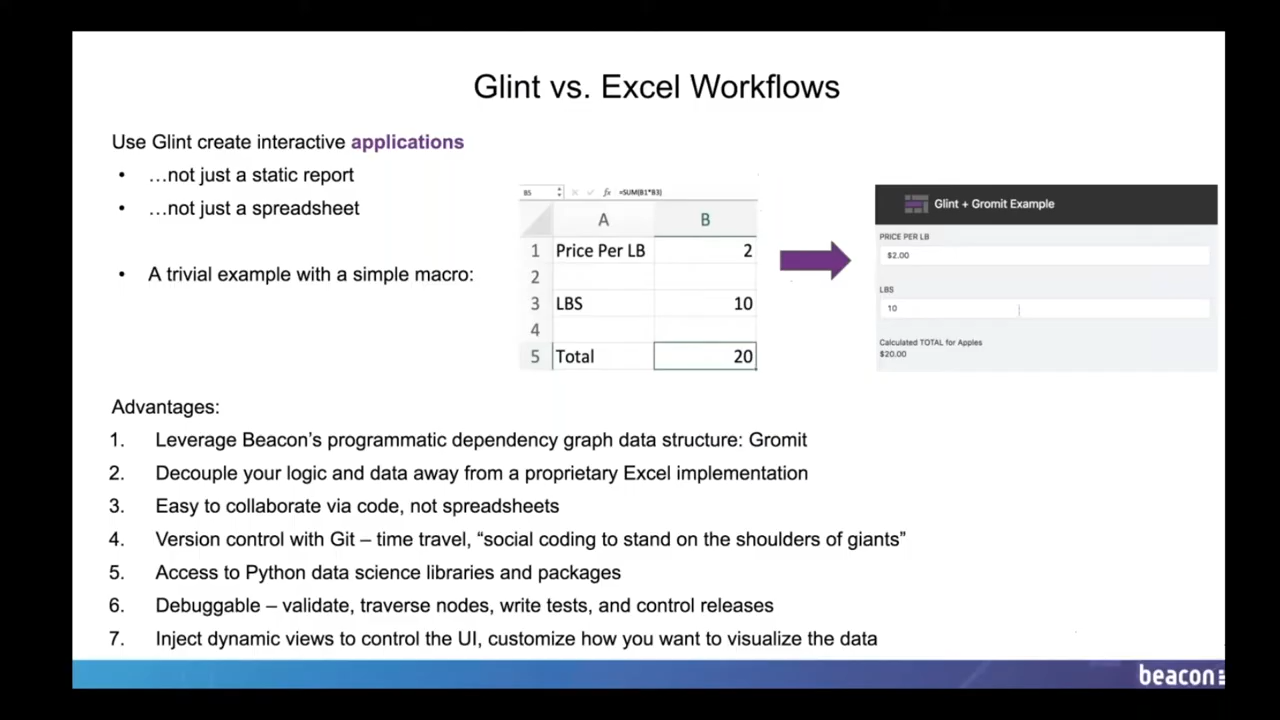 Glint vs. Excel Workflows
Use Glint create interactive applications
• …not just a static report
• …not just a spreadsheet
• A trivial example with a simple macro:
B5 fx =SUM(B1*B3)
A B
1 Price Per LB 2
2
3 LBS 10
4
5 Total 20
Glint + Gromit Example
PRICE PER LB
$2.00
LBS
10
Calculated TOTAL for Apples
$20.00
Advantages:
1. Leverage Beacon’s programmatic dependency graph data structure: Gromit
2. Decouple your logic and data away from a proprietary Excel implementation
3. Easy to collaborate via code, not spreadsheets
4. Version control with Git – time travel, “social coding to stand on the shoulders of giants”
5. Access to Python data science libraries and packages
6. Debuggable – validate, traverse nodes, write tests, and control releases
7. Inject dynamic views to control the UI, customize how you want to visualize the data
beacon